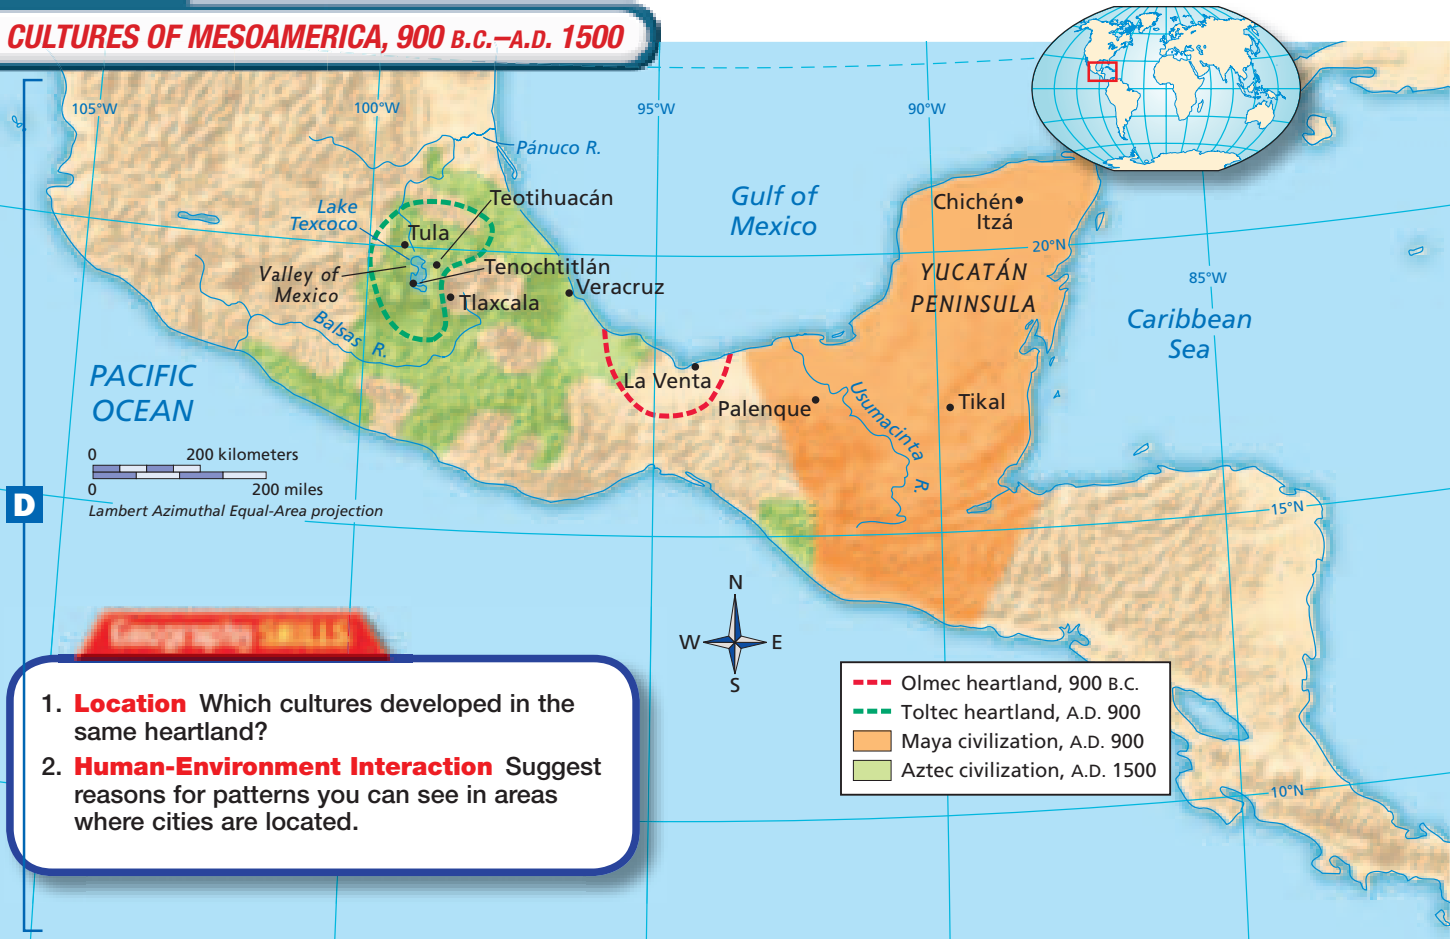 CULTURES OF MESOAMERICA, 900 B.C.–A.D. 1500
105°W
100°W
95°W
90°W
Pánuco R.
Teotihuacán
Lake
Texcoco
Tula
Valley of
Mexico
Tenochtitlán
Tlaxcala
Veracruz
Balsas R.
Gulf of
Mexico
Chichén
Itzá
20°N
YUCATÁN
PENINSULA
85°W
Caribbean
Sea
PACIFIC
OCEAN
La Venta
Palenque
Usumacinta R.
Tikal
0 200 kilometers
0 200 miles
Lambert Azimuthal Equal-Area projection
D
15°N
N
W E
S
10°N
Geography SKILLS
1. Location Which cultures developed in the
same heartland?
2. Human-Environment Interaction Suggest
reasons for patterns you can see in areas
where cities are located.
Olmec heartland, 900 B.C.
Toltec heartland, A.D. 900
Maya civilization, A.D. 900
Aztec civilization, A.D. 1500